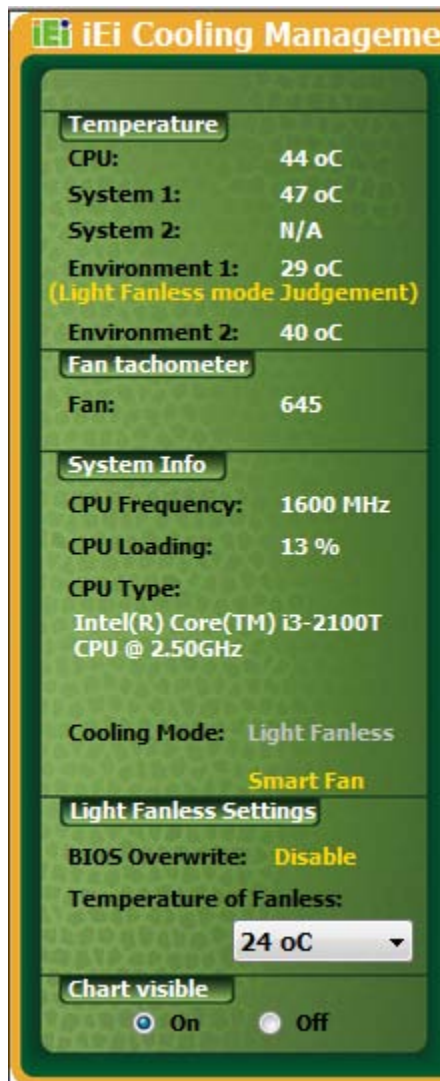 iEi iEi Cooling Manageme
Temperature
CPU: 44 oC
System 1: 47 oC
System 2: N/A
Environment 1: 29 oC
(Light Fanless mode Judgement)
Environment 2: 40 oC
Fan tachometer
Fan: 645
System Info
CPU Frequency: 1600 MHz
CPU Loading: 13 %
CPU Type:
Intel(R) Core(TM) i3-2100T
CPU @ 2.50GHz
Cooling Mode: Light Fanless
Smart Fan
Light Fanless Settings
BIOS Overwrite: Disable
Temperature of Fanless:
24 oC
Chart visible
On Off